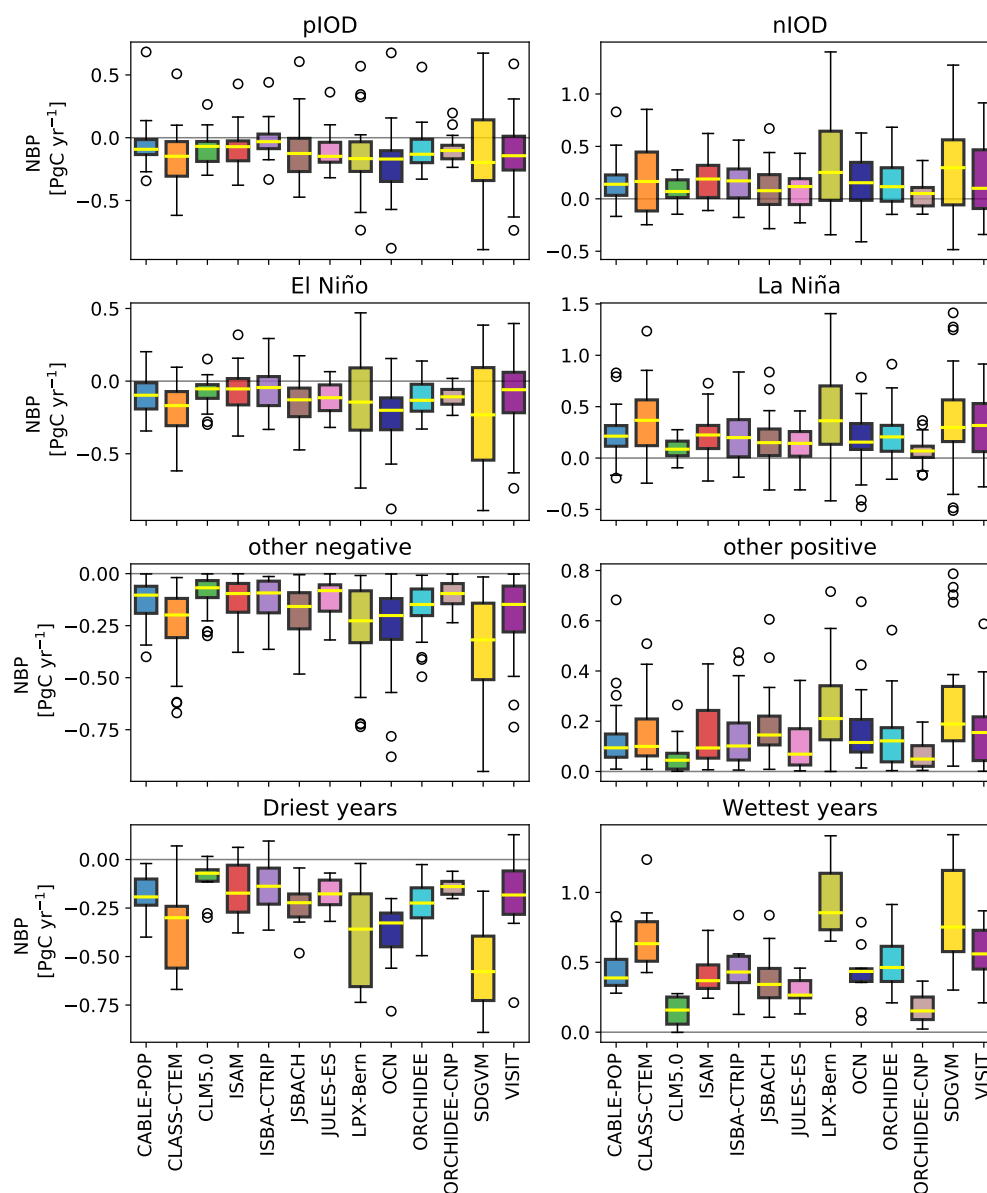 pIOD
nIOD
NBP
[PgC yr⁻¹]
0.5
0.0
−0.5
1.0
0.5
0.0
−0.5
El Niño
La Niña
NBP
[PgC yr⁻¹]
0.5
0.0
−0.5
1.5
1.0
0.5
0.0
−0.5
other negative
other positive
NBP
[PgC yr⁻¹]
0.00
−0.25
−0.50
−0.75
0.8
0.6
0.4
0.2
0.0
Driest years
Wettest years
NBP
[PgC yr⁻¹]
0.00
−0.25
−0.50
−0.75
1.0
0.5
0.0
CABLE-POP
CLASS-CTEM
CLM5.0
ISAM
ISBA-CTRIP
JSBACH
JULES-ES
LPX-Bern
OCN
ORCHIDEE
ORCHIDEE-CNP
SDGVM
VISIT
CABLE-POP
CLASS-CTEM
CLM5.0
ISAM
ISBA-CTRIP
JSBACH
JULES-ES
LPX-Bern
OCN
ORCHIDEE
ORCHIDEE-CNP
SDGVM
VISIT